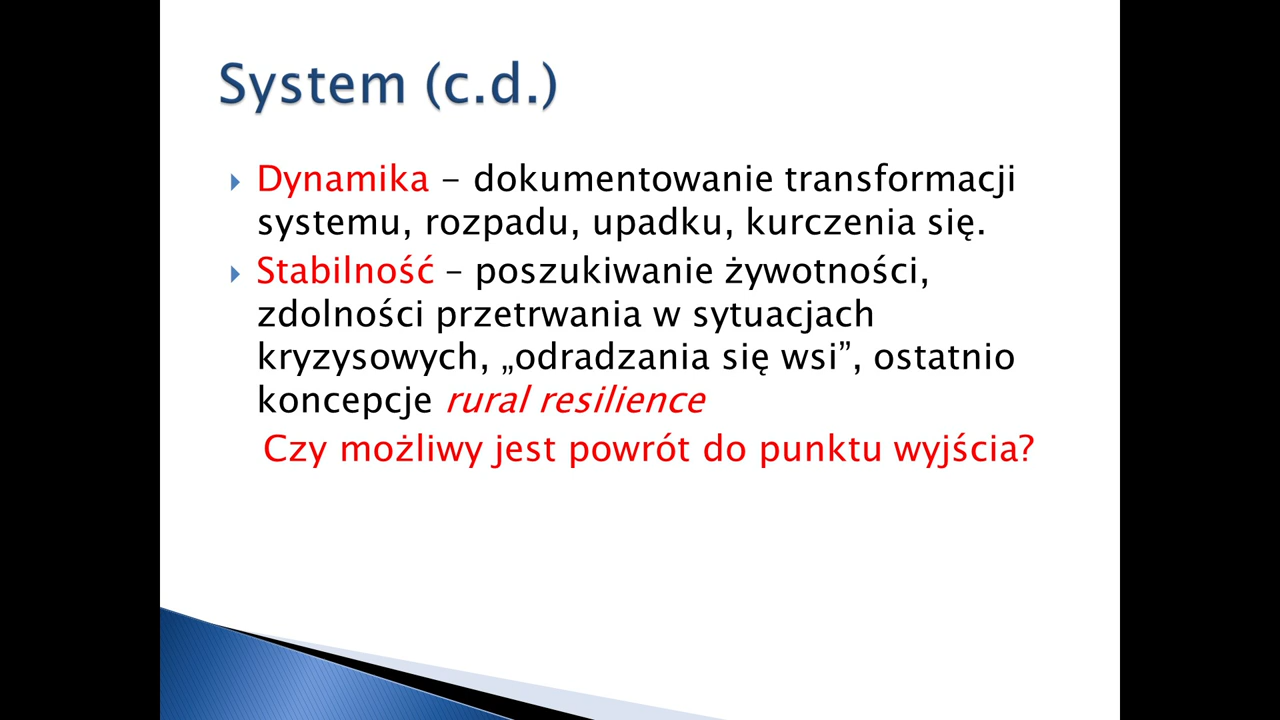 System (c.d.)
Dynamika – dokumentowanie transformacji
systemu, rozpadu, upadku, kurczenia się.
Stabilność – poszukiwanie żywotności,
zdolności przetrwania w sytuacjach
kryzysowych, „odradzania się wsi”, ostatnio
koncepcje rural resilience
Czy możliwy jest powrót do punktu wyjścia?